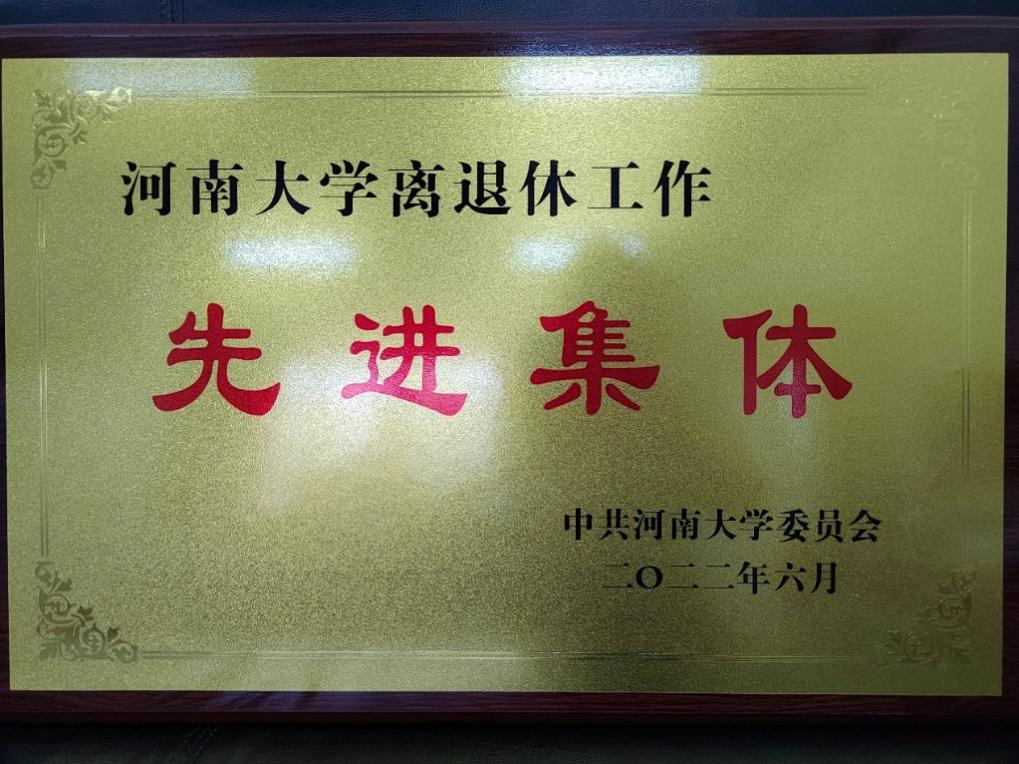 河南大学离退休工作
先进集体
中共河南大学委员会
二〇二二年六月